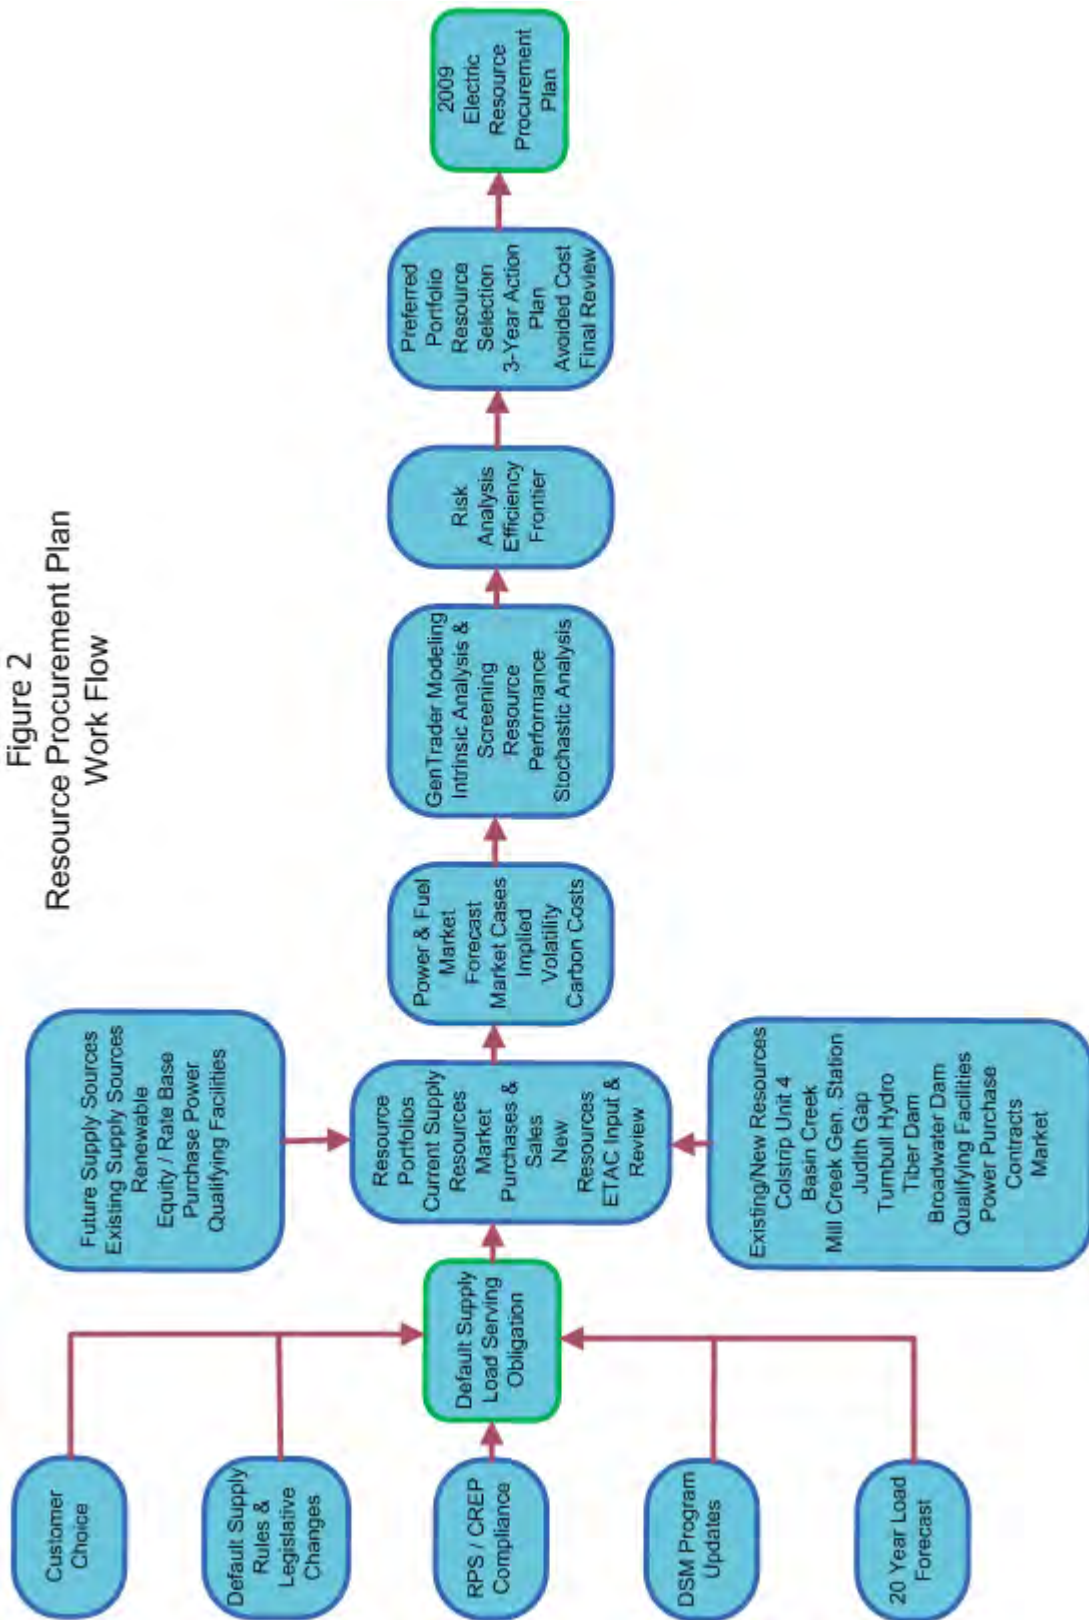 Figure 2
Resource Procurement Plan
Work Flow
Customer
Choice
Default Supply
Rules &
Legislative
Changes
RPS / CREP
Compliance
DSM Program
Updates
20 Year Load
Forecast
Default Supply
Load Serving
Obligation
Future Supply Sources
Existing Supply Sources
Renewable
Equity / Rate Base
Purchase Power
Qualifying Facilities
Resource
Portfolios
Current Supply
Resources
Market
Purchases &
Sales
New
Resources
ETAC Input &
Review
Existing/New Resources
Colstrip Unit 4
Basin Creek
Mill Creek Gen. Station
Judith Gap
Turnbull Hydro
Tiber Dam
Broadwater Dam
Qualifying Facilities
Power Purchase
Contracts
Market
Power & Fuel
Market
Forecast
Market Cases
Implied
Volatility
Carbon Costs
GenTrader Modeling
Intrinsic Analysis &
Screening
Resource
Performance
Stochastic Analysis
Risk
Analysis
Efficiency
Frontier
Preferred
Portfolio
Resource
Selection
3-Year Action
Plan
Avoided Cost
Final Review
2009
Electric
Resource
Procurement
Plan